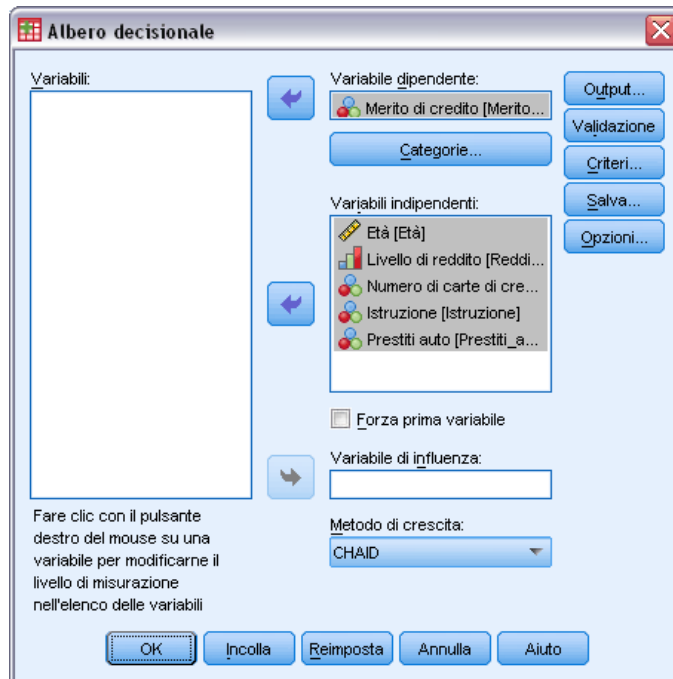 Albero decisionale
Variabili:
Variabile dipendente:
Merito di credito [Merito...
Categorie...
Variabili indipendenti:
Età [Età]
Livello di reddito [Reddi...
Numero di carte di cre...
Istruzione [Istruzione]
Prestiti auto [Prestiti_a...
Forza prima variabile
Variabile di influenza:
Metodo di crescita:
CHAID
Output...
Validazione
Criteri...
Salva...
Opzioni...
Fare clic con il pulsante
destro del mouse su una
variabile per modificarne il
livello di misurazione
nell'elenco delle variabili
OK
Incolla
Reimposta
Annulla
Aiuto